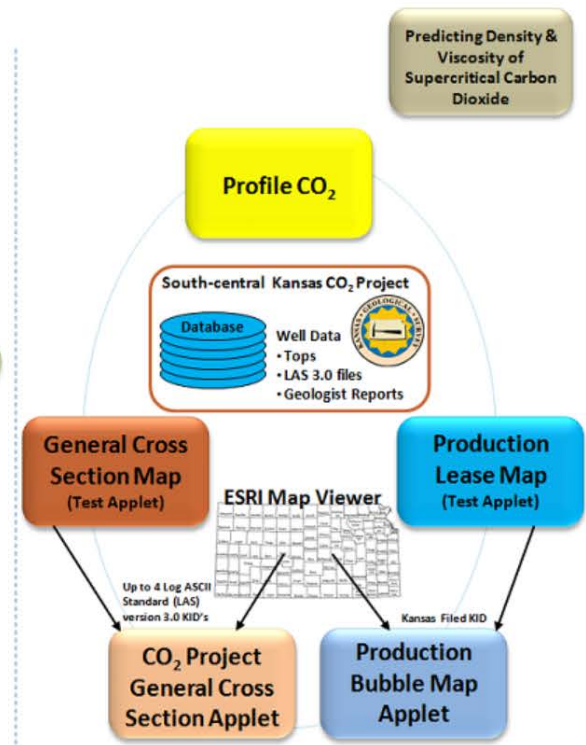 Predicting Density &
Viscosity of
Supercritical Carbon
Dioxide
Profile CO₂
South-central Kansas CO₂ Project
Database
Well Data
• Tops
• LAS 3.0 files
• Geologist Reports
KANSAS GEOLOGICAL SURVEY
General Cross
Section Map
(Test Applet)
Production
Lease Map
(Test Applet)
ESRI Map Viewer
Up to 4 Log ASCII
Standard (LAS)
version 3.0 KID's
Kansas Filed KID
CO₂ Project
General Cross
Section Applet
Production
Bubble Map
Applet